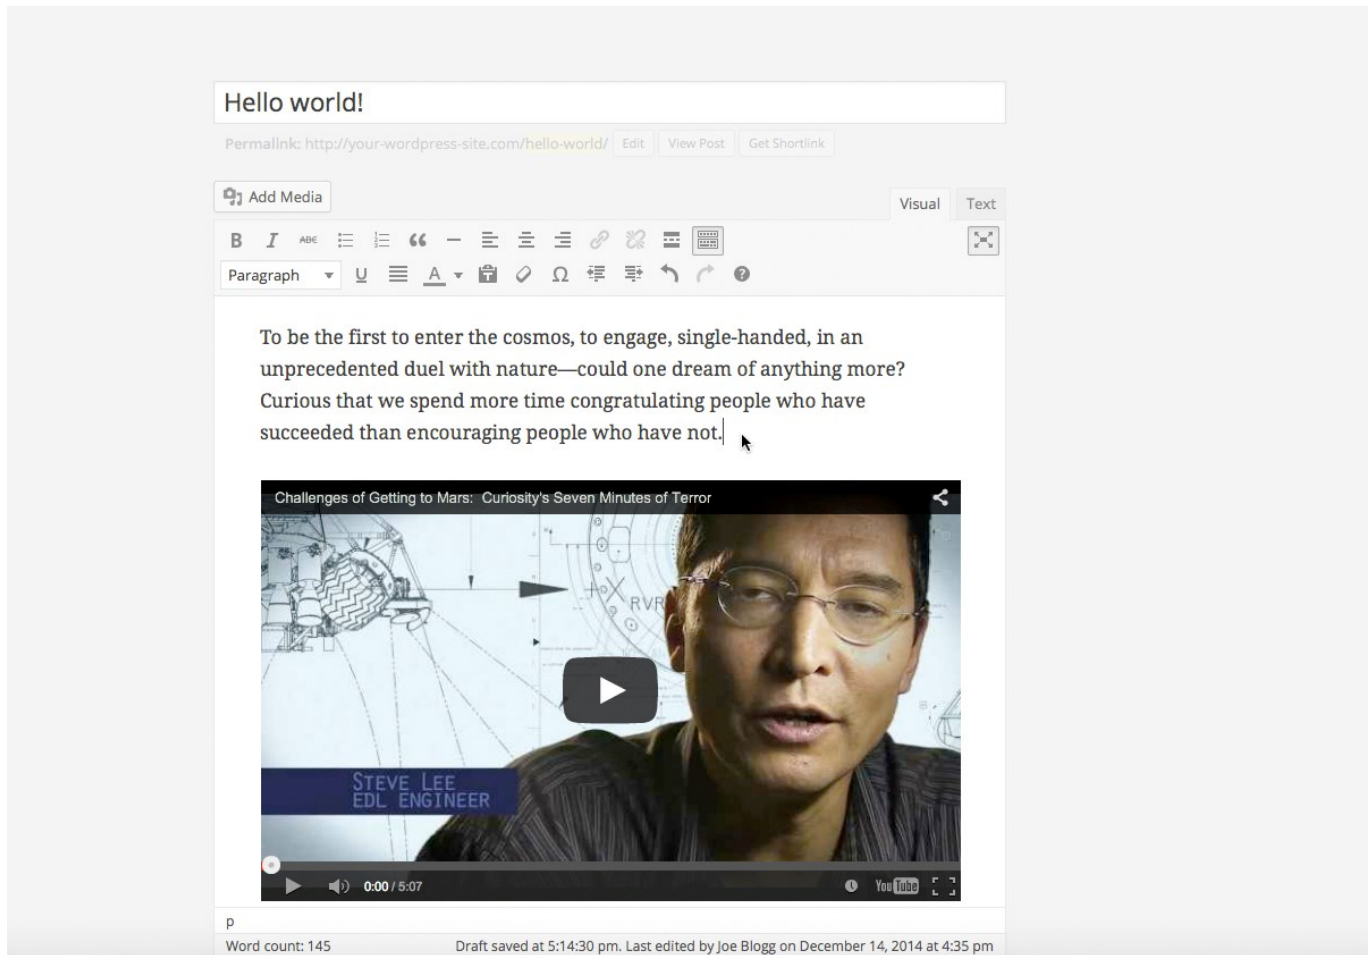 Hello world!
Permalink: http://your-wordpress-site.com/hello-world/ Edit View Post Get Shortlink
Add Media
Visual Text
B I ABC
Paragraph U A Ω
To be the first to enter the cosmos, to engage, single-handed, in an
unprecedented duel with nature—could one dream of anything more?
Curious that we spend more time congratulating people who have
succeeded than encouraging people who have not.
Challenges of Getting to Mars: Curiosity's Seven Minutes of Terror
RVR
STEVE LEE
EDL ENGINEER
0:00 / 5:07 YouTube
p
Word count: 145 Draft saved at 5:14:30 pm. Last edited by Joe Blogg on December 14, 2014 at 4:35 pm